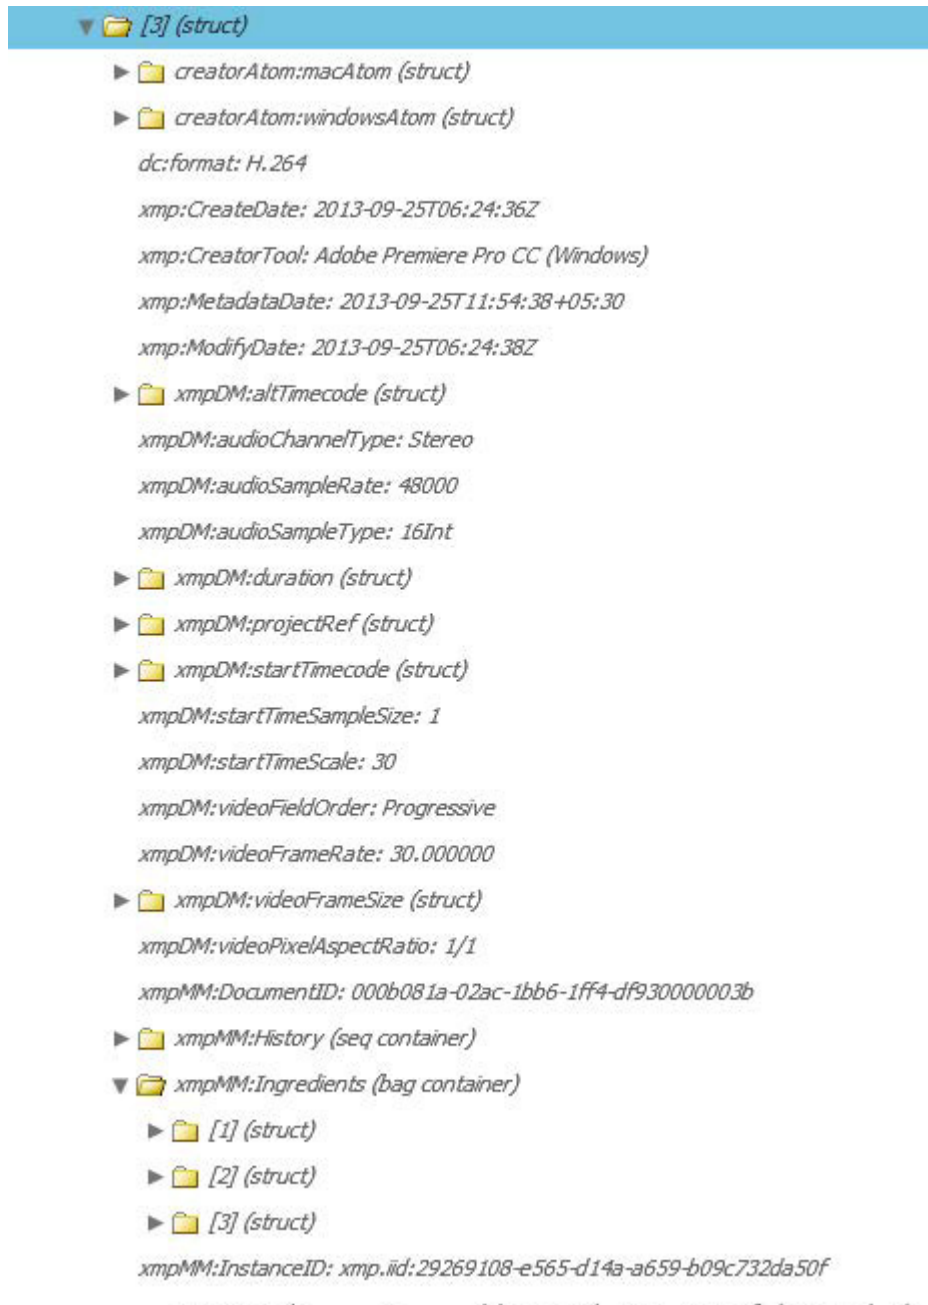 [3] (struct)
creatorAtom:macAtom (struct)
creatorAtom:windowsAtom (struct)
dc:format: H.264
xmp:CreateDate: 2013-09-25T06:24:36Z
xmp:CreatorTool: Adobe Premiere Pro CC (Windows)
xmp:MetadataDate: 2013-09-25T11:54:38+05:30
xmp:ModifyDate: 2013-09-25T06:24:38Z
xmpDM:altTimecode (struct)
xmpDM:audioChannelType: Stereo
xmpDM:audioSampleRate: 48000
xmpDM:audioSampleType: 16Int
xmpDM:duration (struct)
xmpDM:projectRef (struct)
xmpDM:startTimecode (struct)
xmpDM:startTimeSampleSize: 1
xmpDM:startTimeScale: 30
xmpDM:videoFieldOrder: Progressive
xmpDM:videoFrameRate: 30.000000
xmpDM:videoFrameSize (struct)
xmpDM:videoPixelAspectRatio: 1/1
xmpMM:DocumentID: 000b081a-02ac-1bb6-1ff4-df930000003b
xmpMM:History (seq container)
xmpMM:Ingredients (bag container)
[1] (struct)
[2] (struct)
[3] (struct)
xmpMM:InstanceID: xmp.iid:29269108-e565-d14a-a659-b09c732da50f